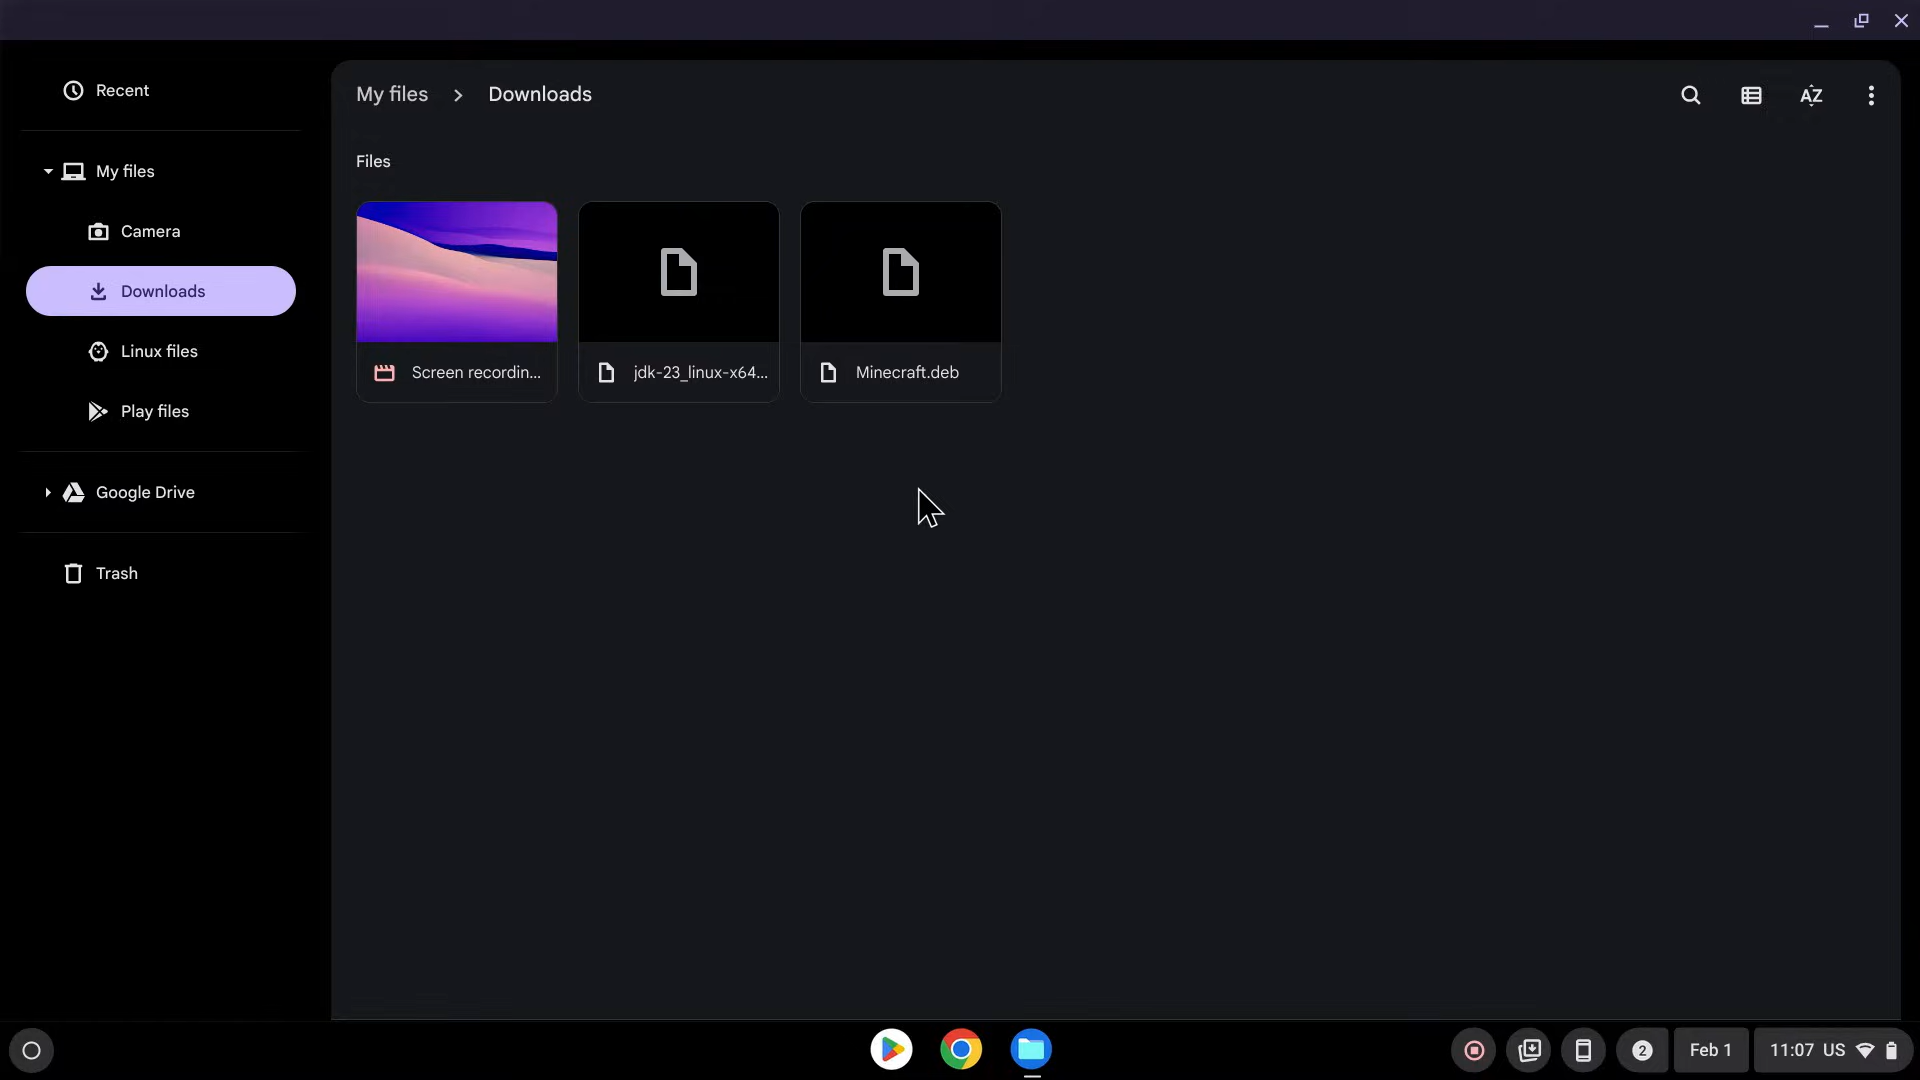 Recent
My files
Camera
Downloads
Linux files
Play files
Google Drive
Trash
My files > Downloads
AZ
Files
Screen recordin...
jdk-23_linux-x64...
Minecraft.deb
2
Feb 1
11:07 US